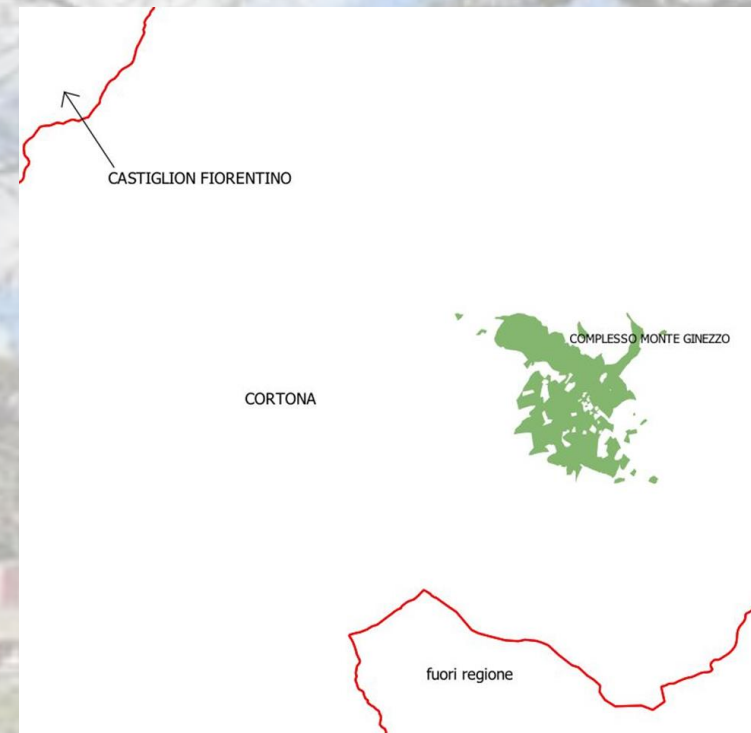 CASTIGLION FIORENTINO
COMPLESSO MONTE GINEZZO
CORTONA
fuori regione